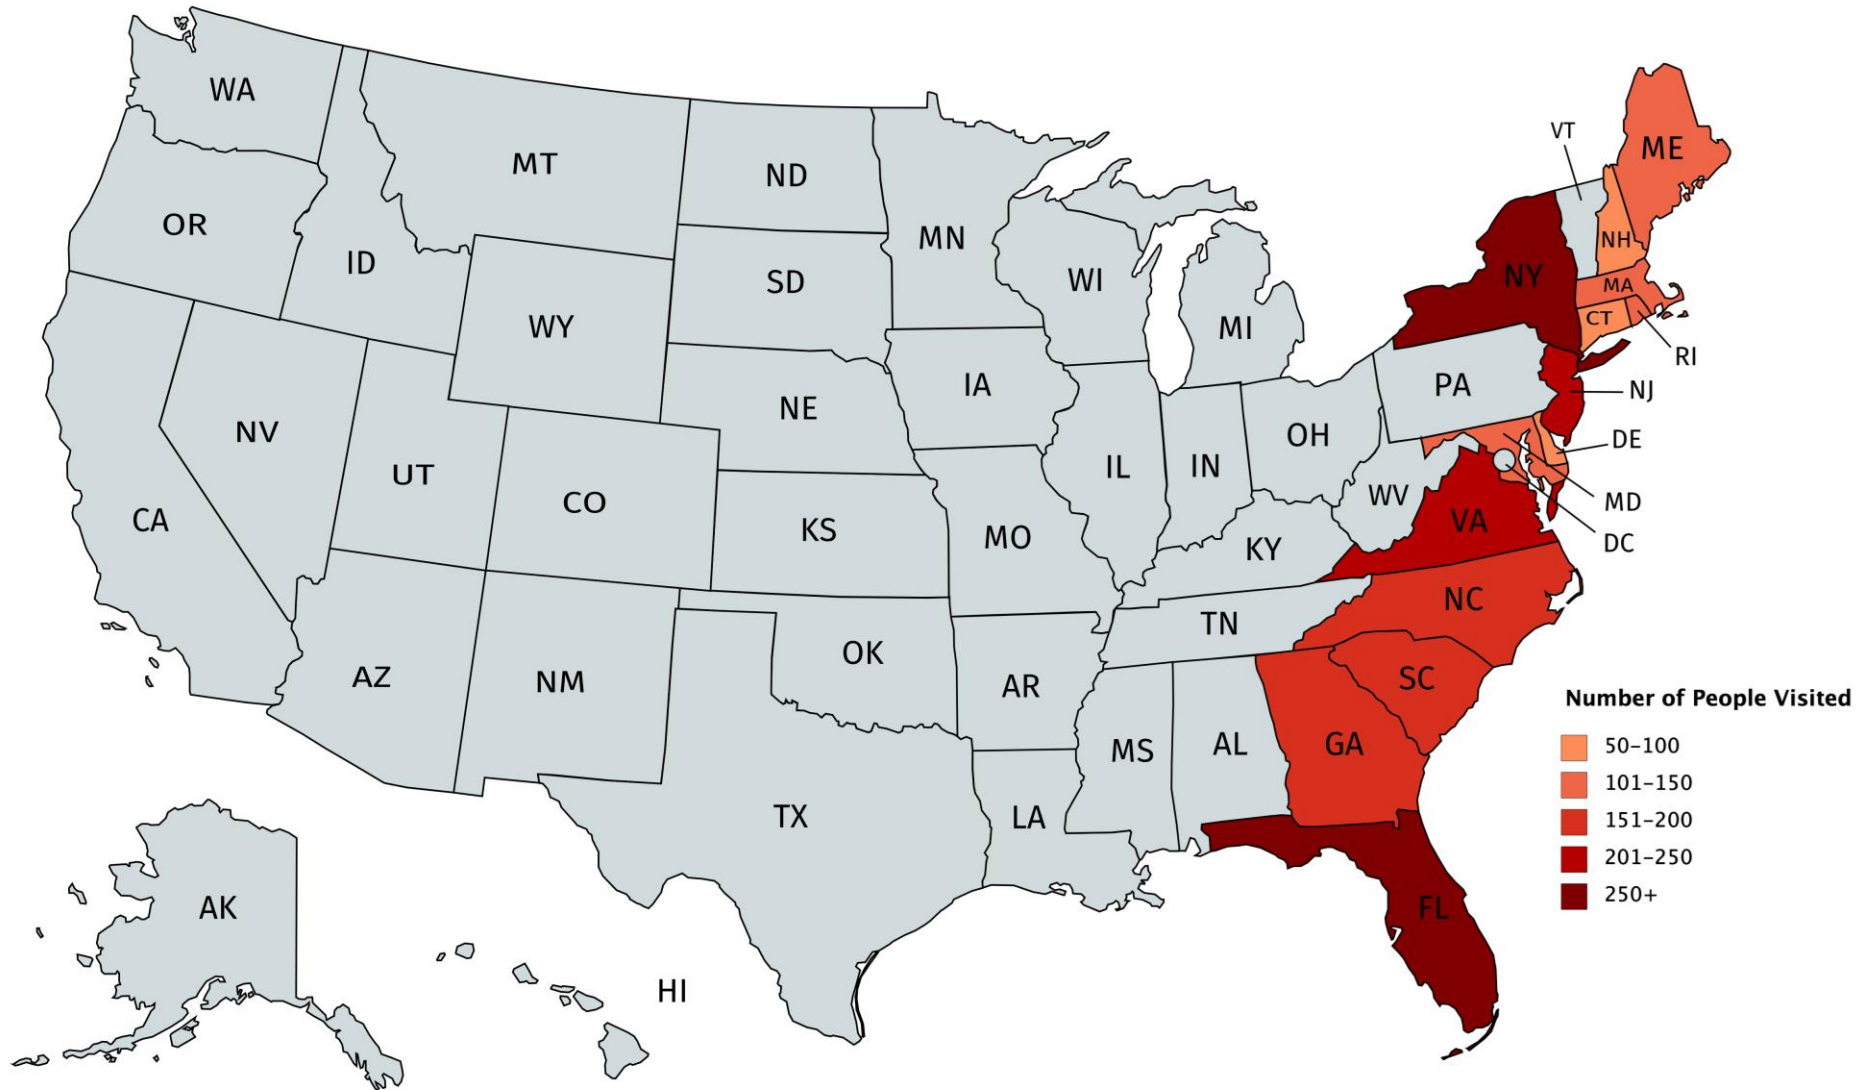 WA
MT
ND
MN
ME
VT
OR
ID
SD
WI
MI
NH
NY
MA
CT
RI
WY
IA
PA
NJ
NE
NV
UT
CO
IL
IN
OH
DE
WV
MD
VA
DC
CA
KS
MO
KY
NC
TN
AZ
NM
OK
AR
SC
MS
AL
GA
TX
LA
FL
AK
HI
Number of People Visited
50–100
101–150
151–200
201–250
250+